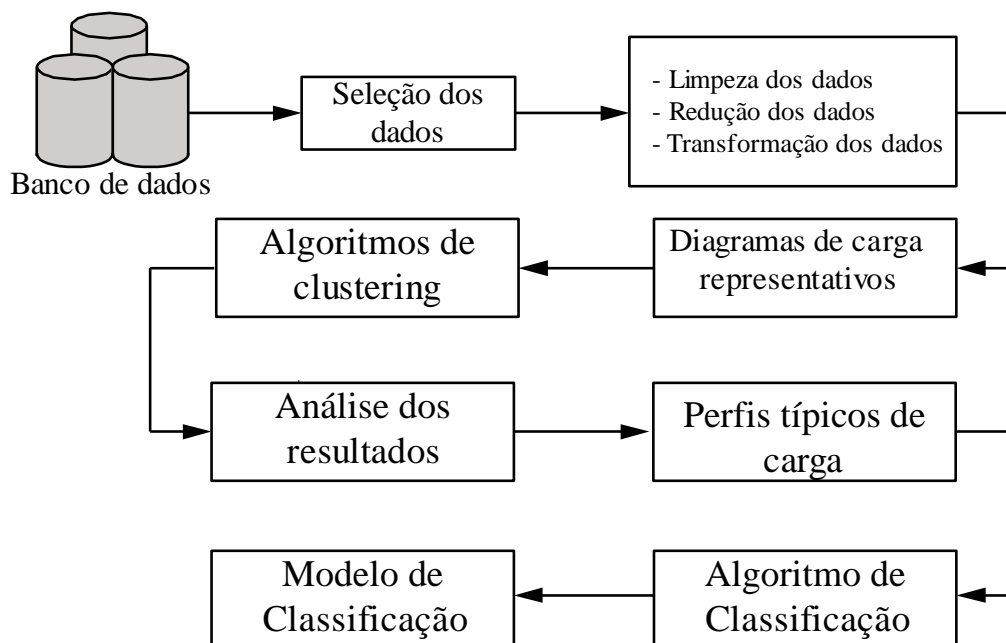 Banco de dados
Seleção dos
dados
- Limpeza dos dados
- Redução dos dados
- Transformação dos dados
Diagramas de carga
representativos
Algoritmos de
clustering
Análise dos
resultados
Perfis típicos de
carga
Algoritmo de
Classificação
Modelo de
Classificação